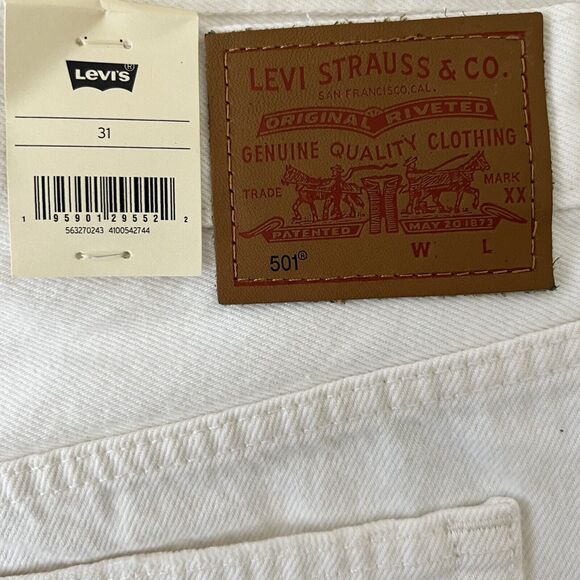 LEVI'S
31
1 95901 29552 2
563270243 4100542744
LEVI STRAUSS & CO.
SAN FRANCISCO, CAL.
ORIGINAL RIVETED
GENUINE QUALITY CLOTHING
TRADE MARK
XX
PATENTED MAY 20 1873
501® W L